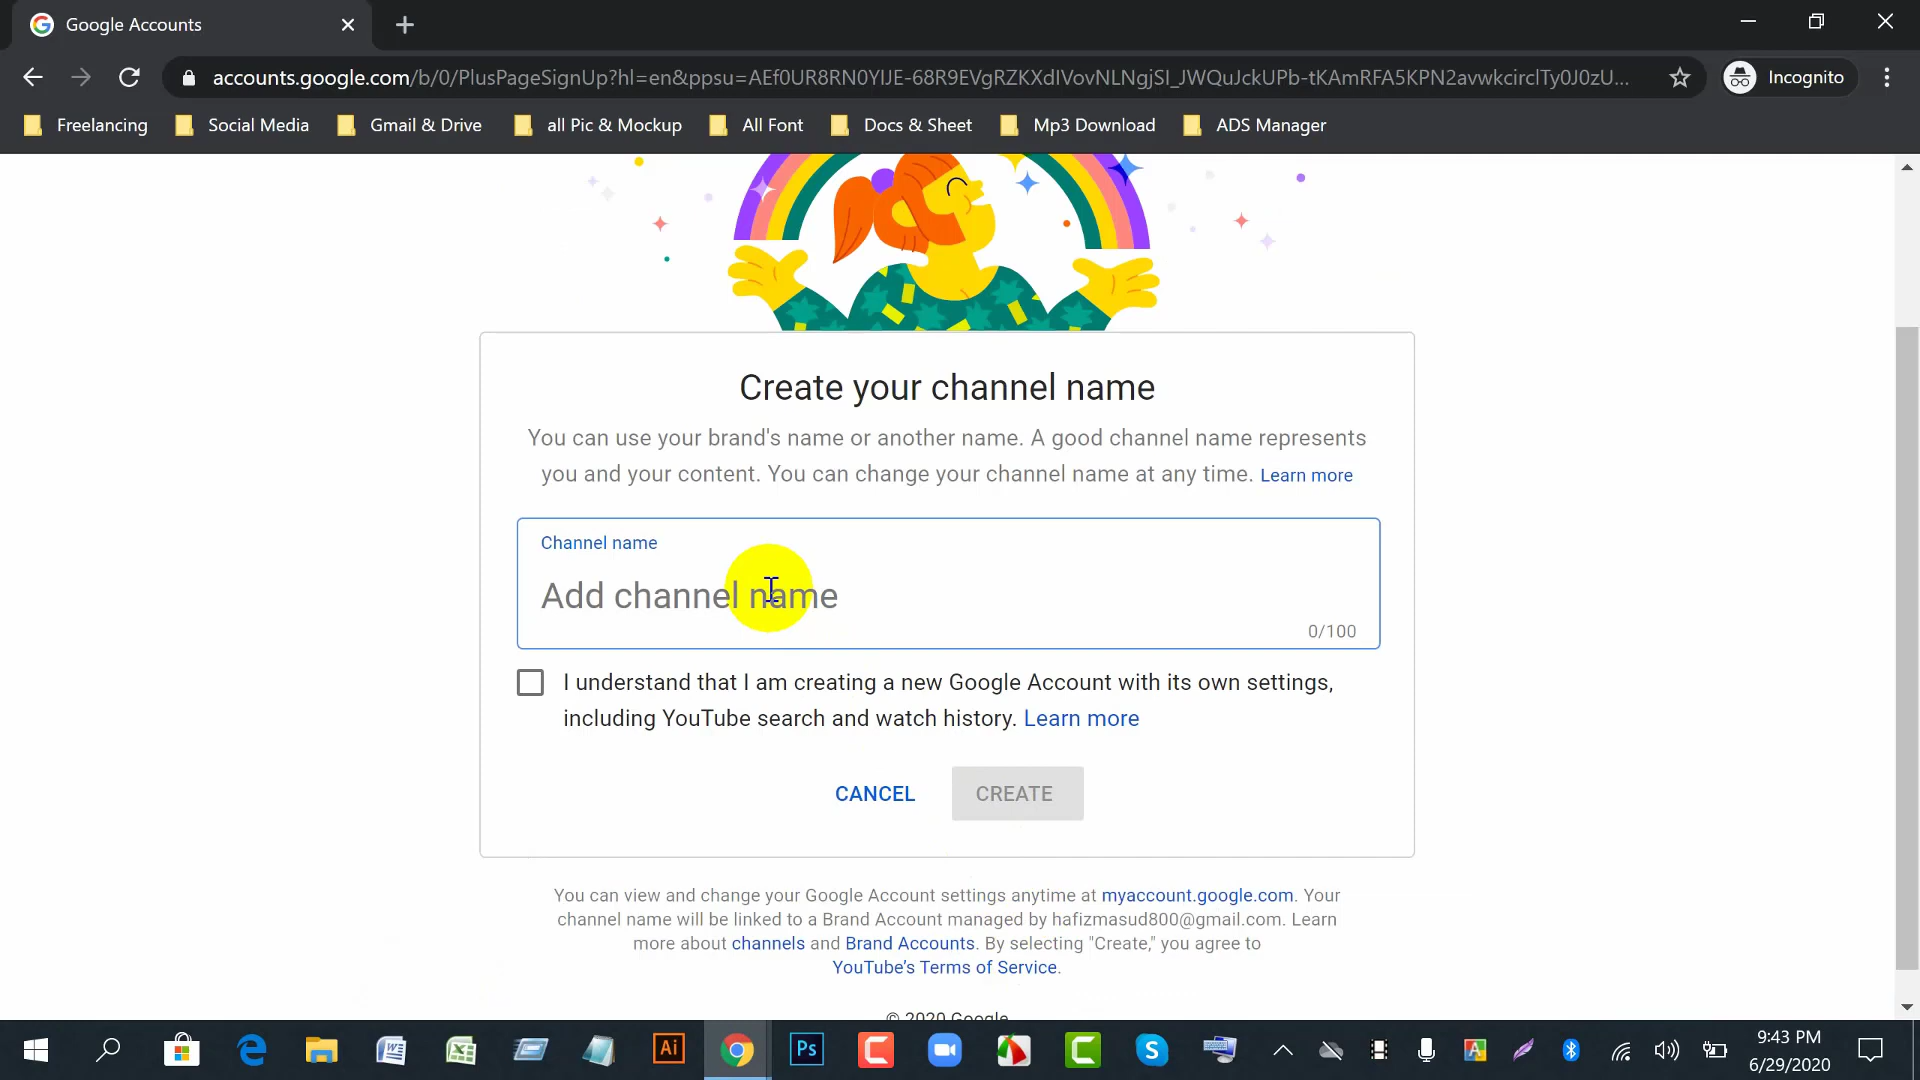 Google Accounts
accounts.google.com/b/0/PlusPageSignUp?hl=en&ppsu=AEf0UR8RN0YIJE-68R9EVgRZKXdIVovNLNgjSI_JWQuJckUPb-tKAmRFA5KPN2avwkcirclTy0J0zU...
Incognito
Freelancing Social Media Gmail & Drive all Pic & Mockup All Font Docs & Sheet Mp3 Download ADS Manager
Create your channel name
You can use your brand's name or another name. A good channel name represents
you and your content. You can change your channel name at any time. Learn more
Channel name
Add channel name
0/100
I understand that I am creating a new Google Account with its own settings,
including YouTube search and watch history. Learn more
CANCEL CREATE
You can view and change your Google Account settings anytime at myaccount.google.com. Your
channel name will be linked to a Brand Account managed by hafizmasud800@gmail.com. Learn
more about channels and Brand Accounts. By selecting "Create," you agree to
YouTube's Terms of Service.
© 2020 Google
Ai
Ps
9:43 PM
6/29/2020